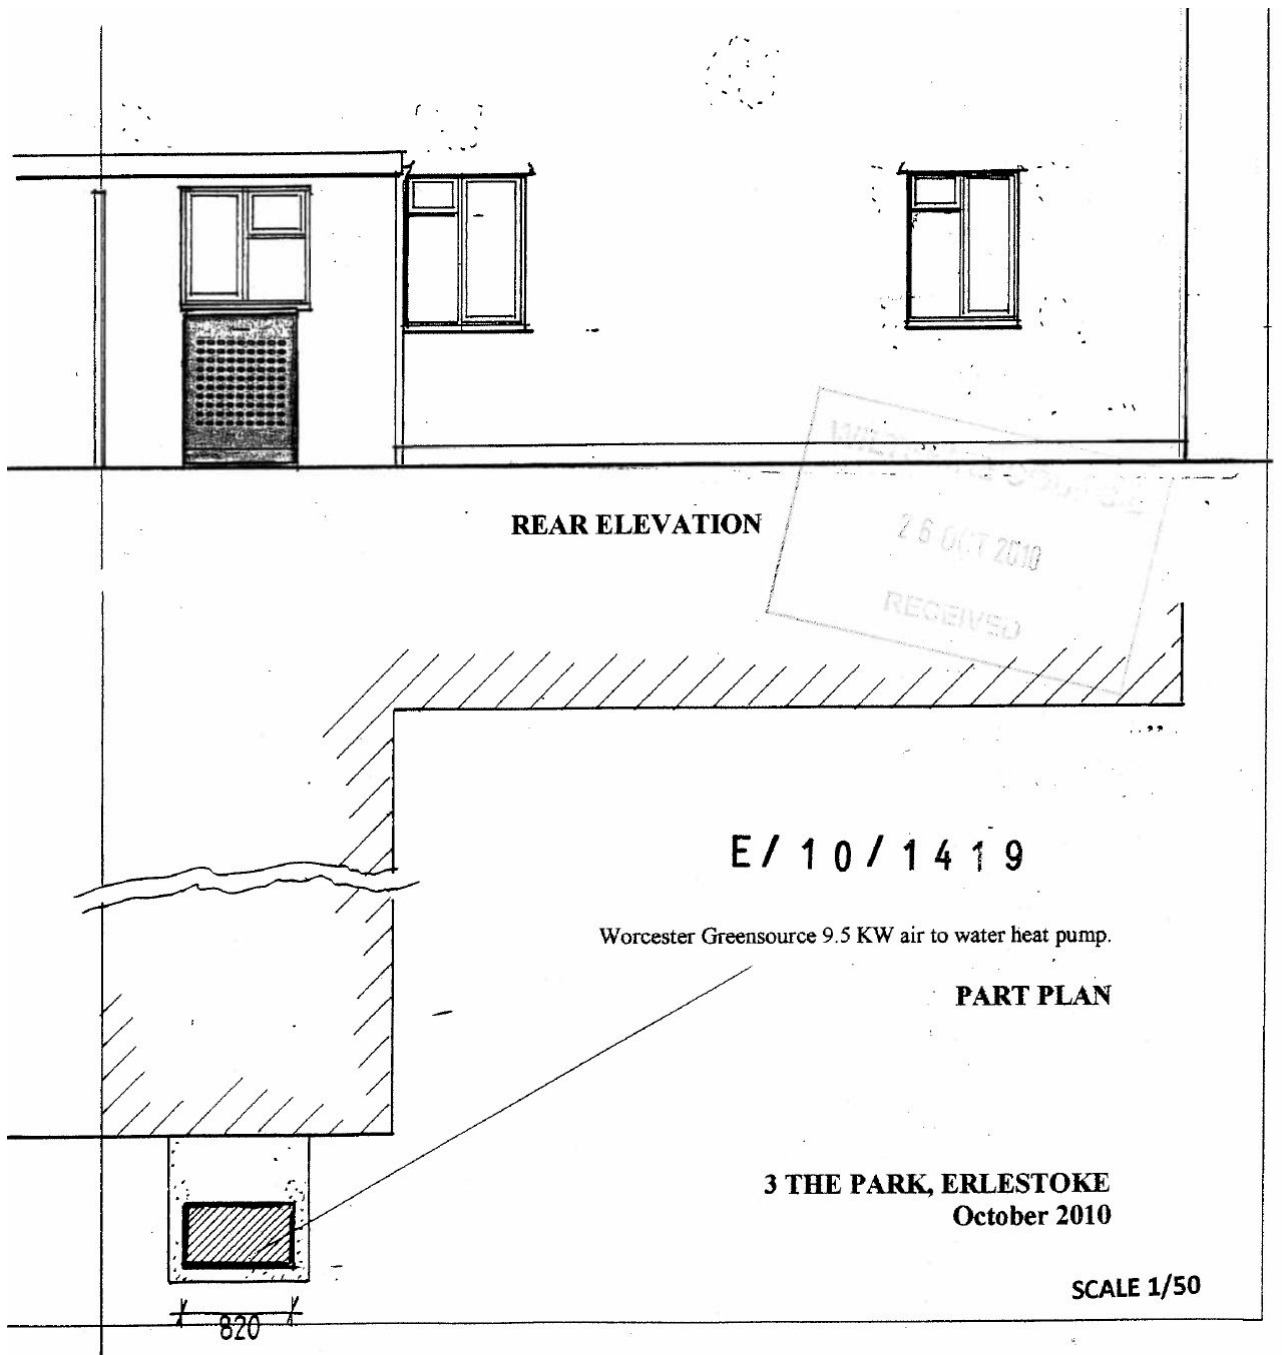 REAR ELEVATION
26 OCT 2010
RECEIVED
E/10/1419
Worcester Greensource 9.5 KW air to water heat pump.
PART PLAN
3 THE PARK, ERLESTOKE
October 2010
SCALE 1/50
820